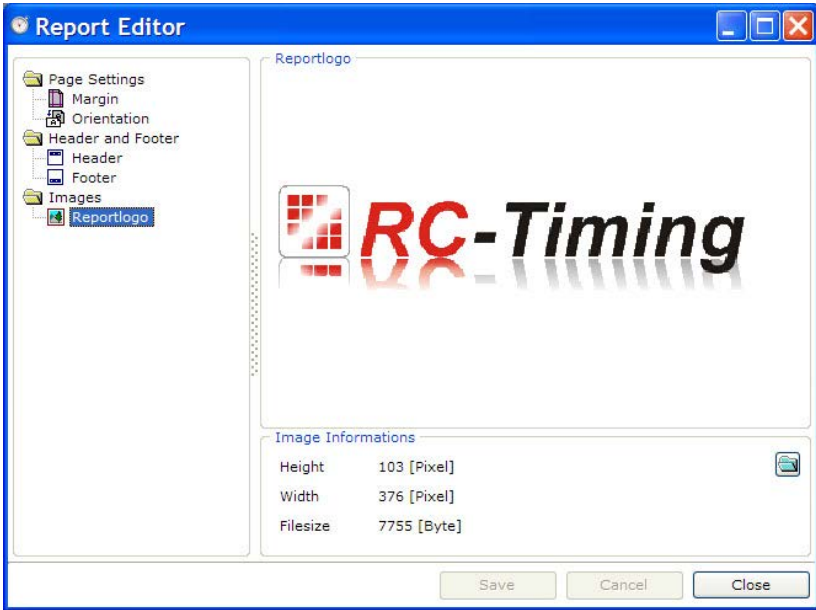 Report Editor
Page Settings
Margin
Orientation
Header and Footer
Header
Footer
Images
Reportlogo
Reportlogo
RC-Timing
Image Informations
Height 103 [Pixel]
Width 376 [Pixel]
Filesize 7755 [Byte]
Save Cancel Close